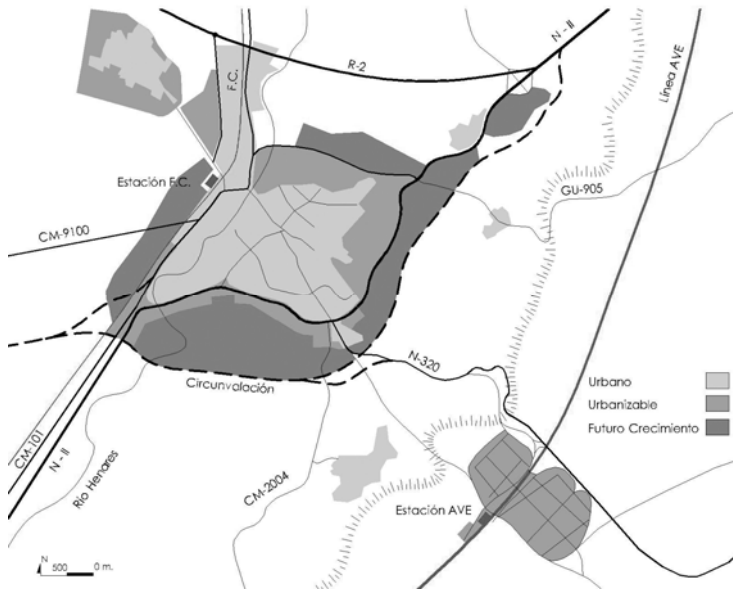 N - II
R-2
F.C.
Línea AVE
Estación F.C.
GU-905
CM-9100
N-320
Circunvalación
Urbano
Urbanizable
Futuro Crecimiento
CM-101
N - II
Río Henares
CM-2004
Estación AVE
N
500 0 m.